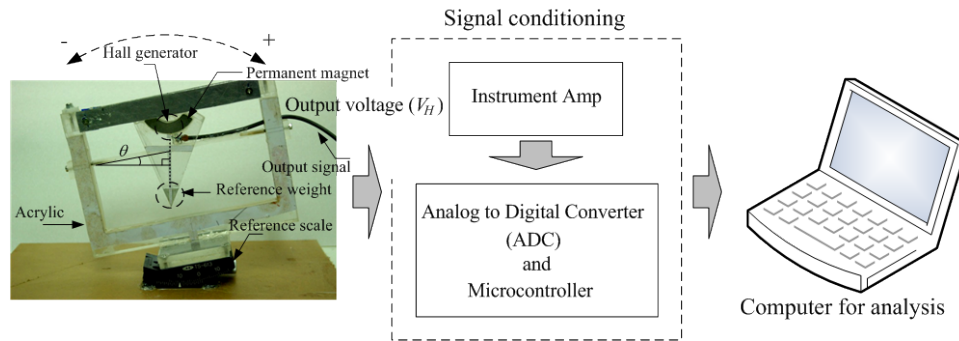 Signal conditioning
-
+
Hall generator
Permanent magnet
Output voltage (V_H)
Instrument Amp
θ
Output signal
Reference weight
Acrylic
Reference scale
Analog to Digital Converter
(ADC)
and
Microcontroller
Computer for analysis